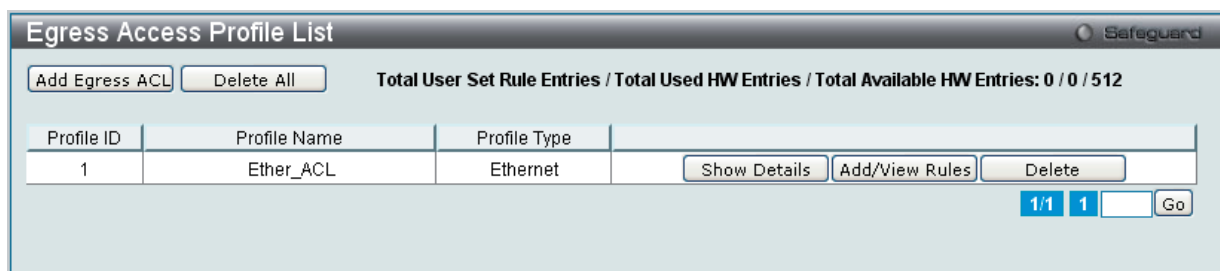 Egress Access Profile List Safeguard
Add Egress ACL Delete All Total User Set Rule Entries / Total Used HW Entries / Total Available HW Entries: 0 / 0 / 512
Profile ID Profile Name Profile Type
1 Ether_ACL Ethernet Show Details Add/View Rules Delete
1/1 1 Go